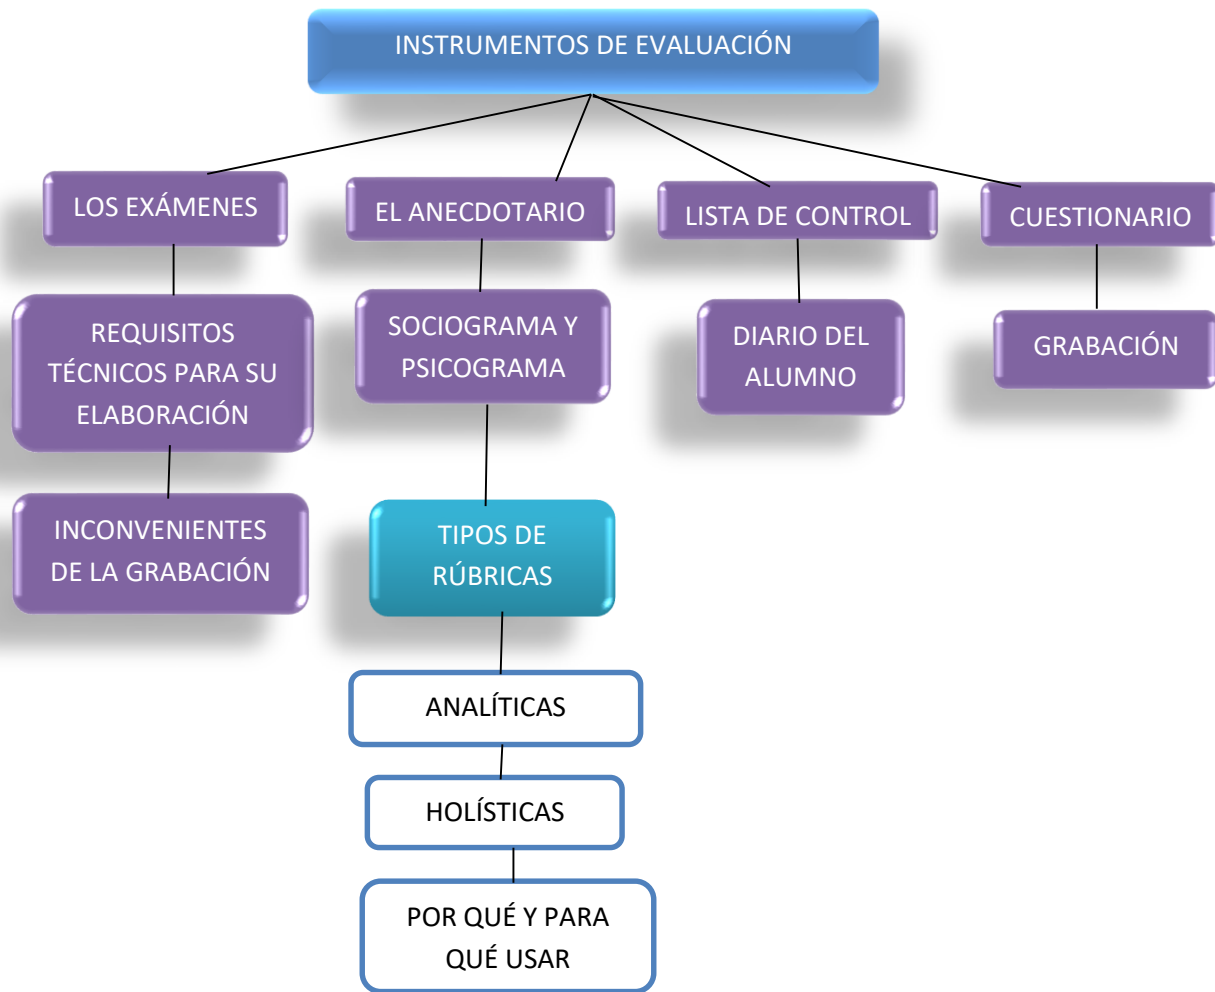 INSTRUMENTOS DE EVALUACIÓN
LOS EXÁMENES
EL ANECDOTARIO
LISTA DE CONTROL
CUESTIONARIO
REQUISITOS
TÉCNICOS PARA SU
ELABORACIÓN
SOCIOGRAMA Y
PSICOGRAMA
DIARIO DEL
ALUMNO
GRABACIÓN
INCONVENIENTES
DE LA GRABACIÓN
TIPOS DE
RÚBRICAS
ANALÍTICAS
HOLÍSTICAS
POR QUÉ Y PARA
QUÉ USAR